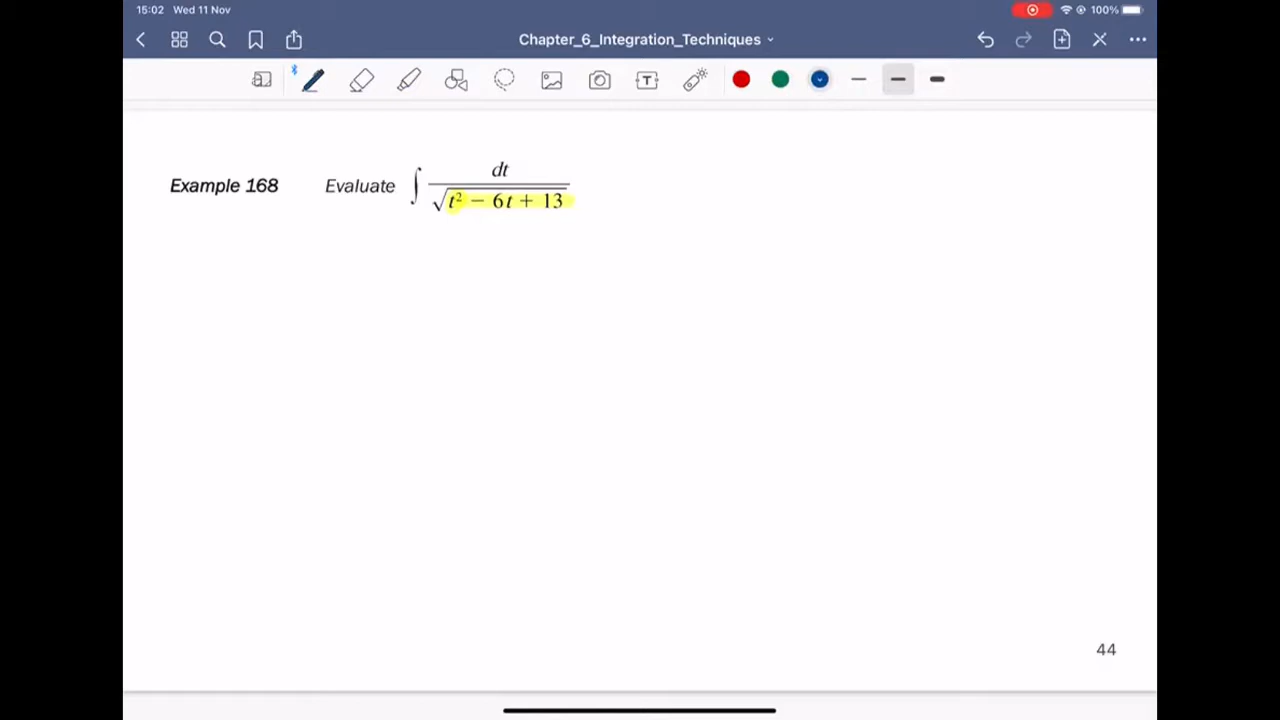 15:02 Wed 11 Nov 100%
Chapter_6_Integration_Techniques
T
Example 168 Evaluate ∫ dt / √(t² − 6t + 13)
44